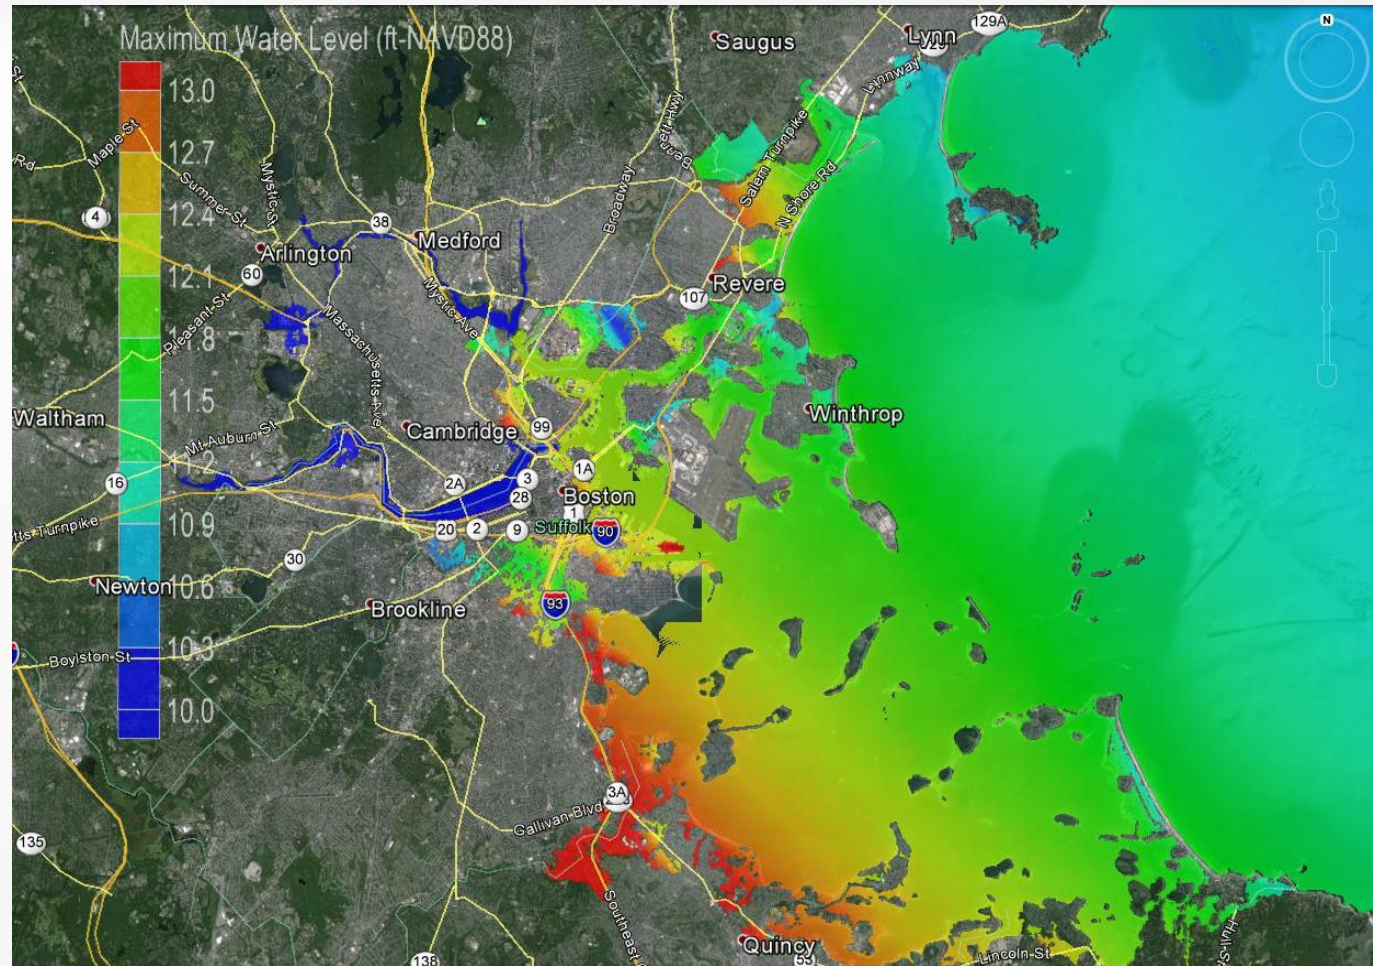 Maximum Water Level (ft-NAVD88)
13.0
12.7
12.4
12.1
11.8
11.5
10.9
10.6
10.3
10.0
N
Saugus
Lynn
129A
Lynnway
Salem Turnpike
N Shore Rd
Broadway
Maple St
Rd
Summer St
Mystic St
4
38
Medford
Arlington
60
Pleasant St
Massachusetts Ave
Mystic Ave
107
Revere
Waltham
Mt Auburn St
Cambridge
99
Winthrop
16
2A
3
28
1A
Boston
1
Suffolk
90
20
2
9
30
Newton
Brookline
93
Boylston St
Gallivan Blvd
3A
135
138
Southeast
Quincy
53
Lincoln St